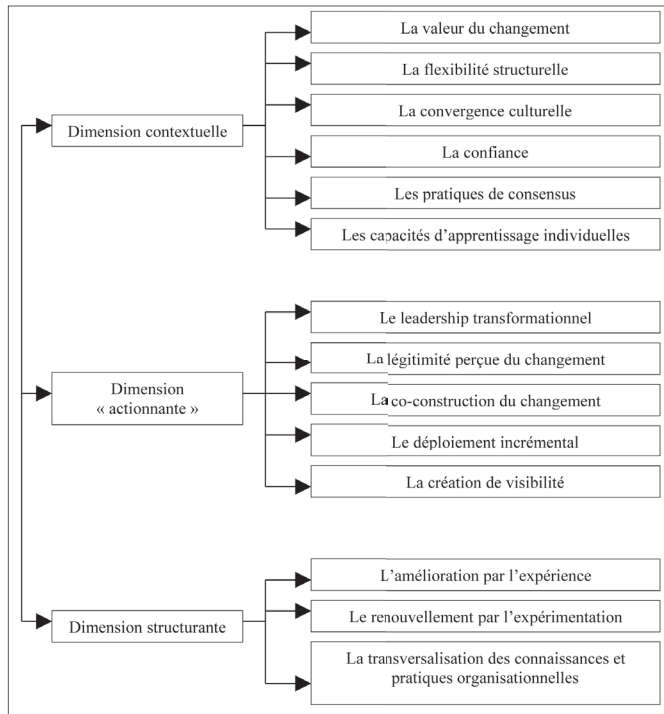 La valeur du changement
La flexibilité structurelle
La convergence culturelle
Dimension contextuelle
La confiance
Les pratiques de consensus
Les capacités d'apprentissage individuelles
Le leadership transformationnel
La légitimité perçue du changement
Dimension
« actionnante »
La co-construction du changement
Le déploiement incrémental
La création de visibilité
L'amélioration par l'expérience
Dimension structurante
Le renouvellement par l'expérimentation
La transversalisation des connaissances et
pratiques organisationnelles